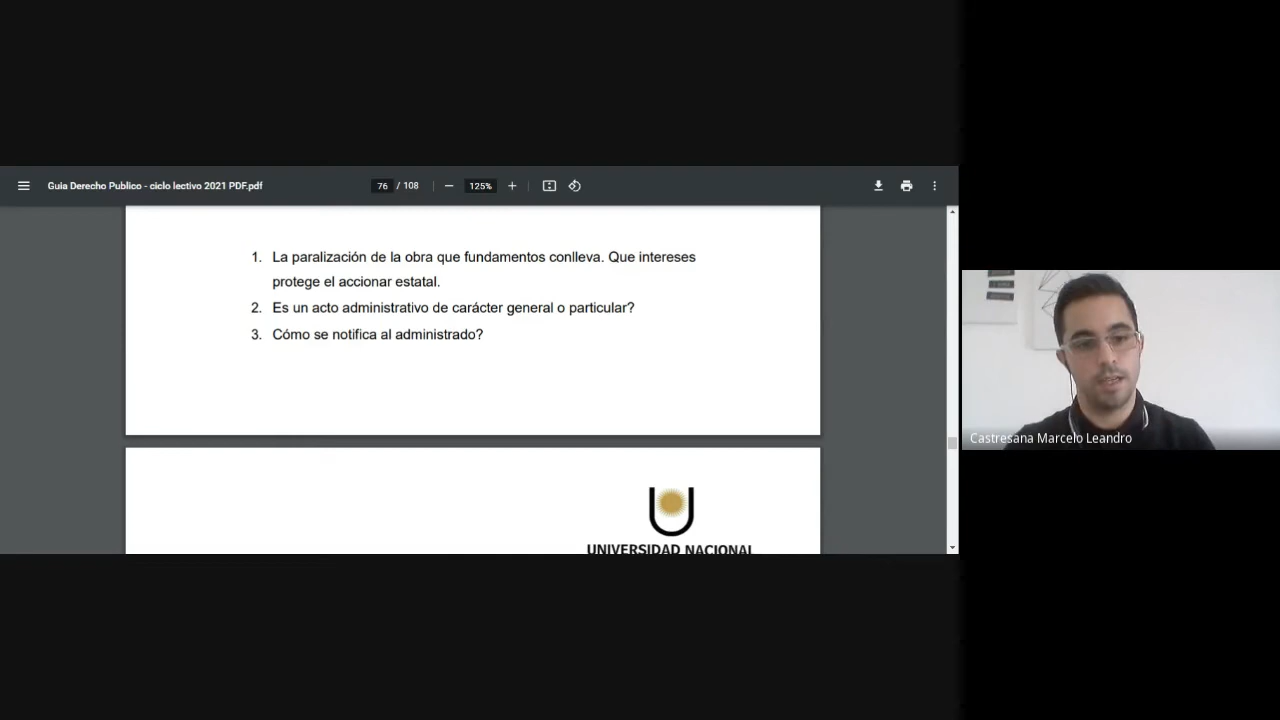 Guia Derecho Publico - ciclo lectivo 2021 PDF.pdf
76 / 108
125%
1. La paralización de la obra que fundamentos conlleva. Que intereses
protege el accionar estatal.
2. Es un acto administrativo de carácter general o particular?
3. Cómo se notifica al administrado?
UNIVERSIDAD NACIONAL
Castresana Marcelo Leandro